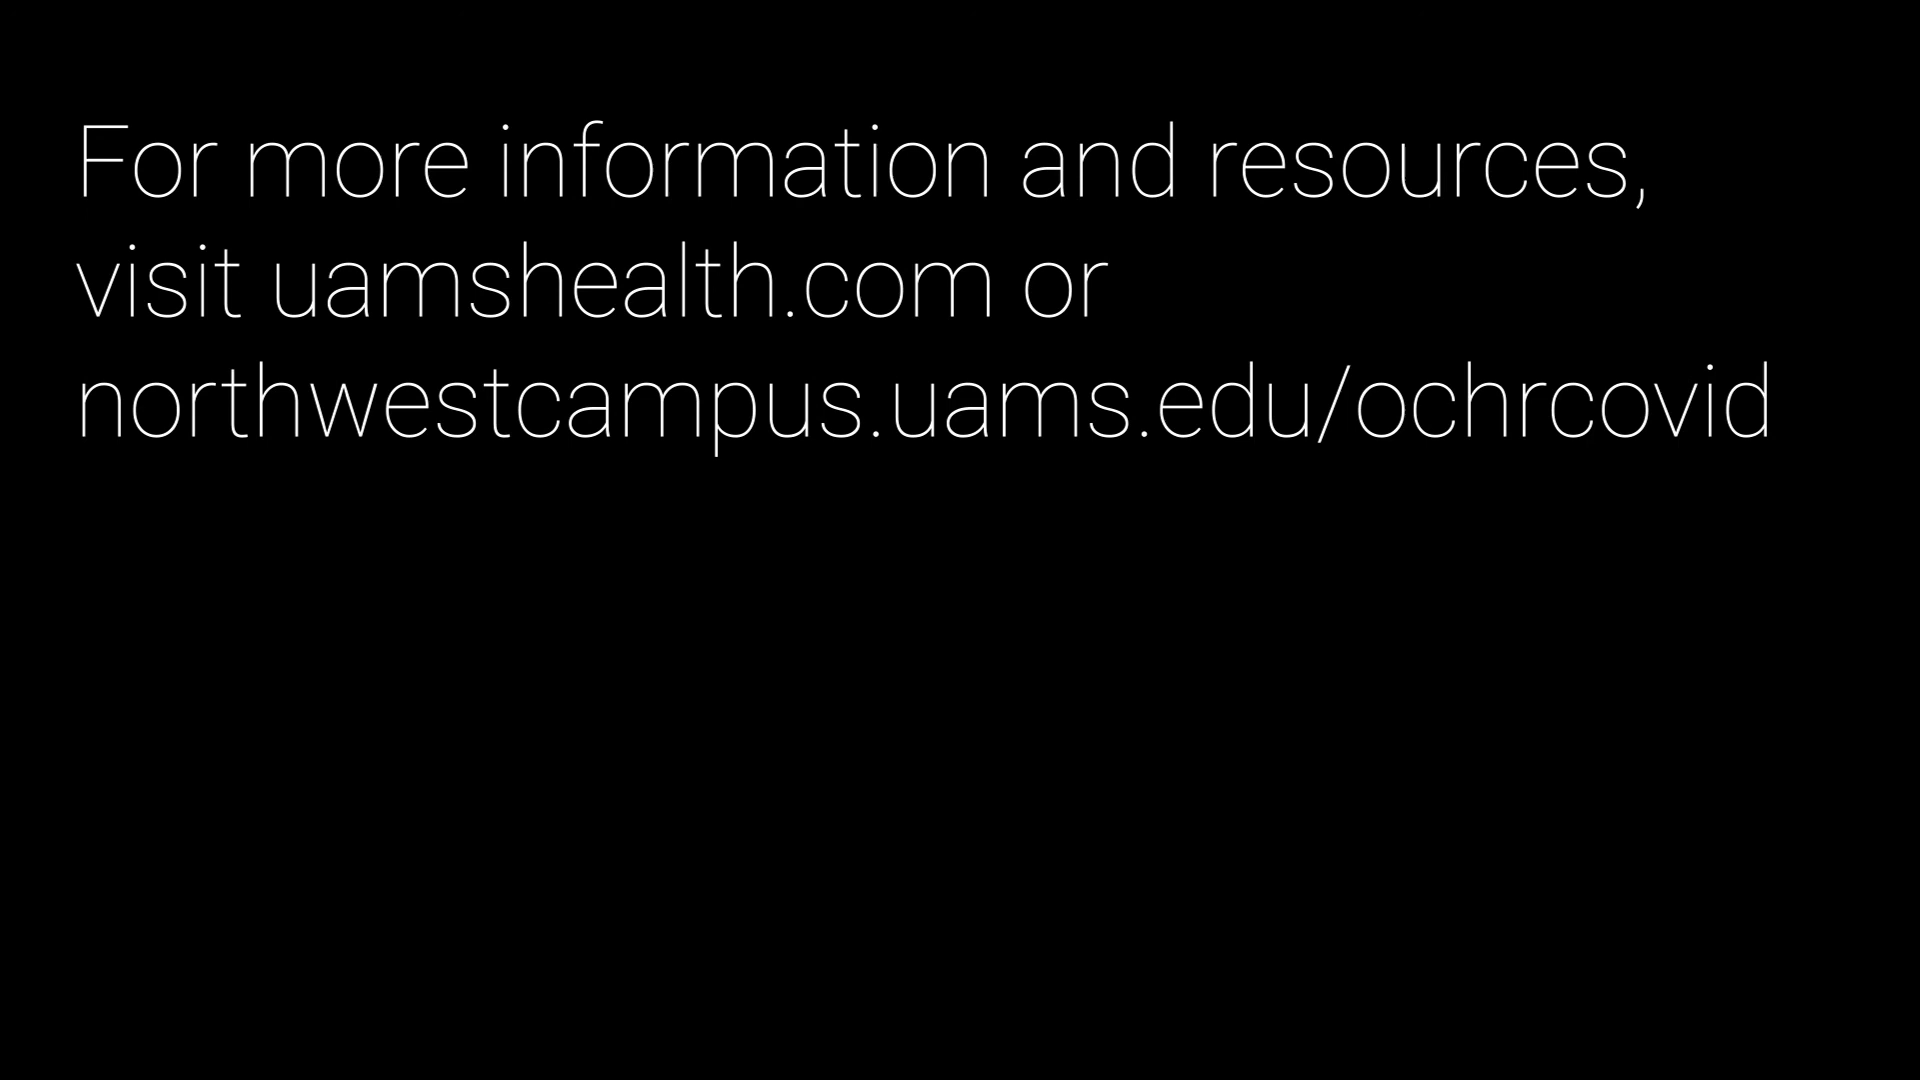 For more information and resources,
visit uamshealth.com or
northwestcampus.uams.edu/ochrcovid